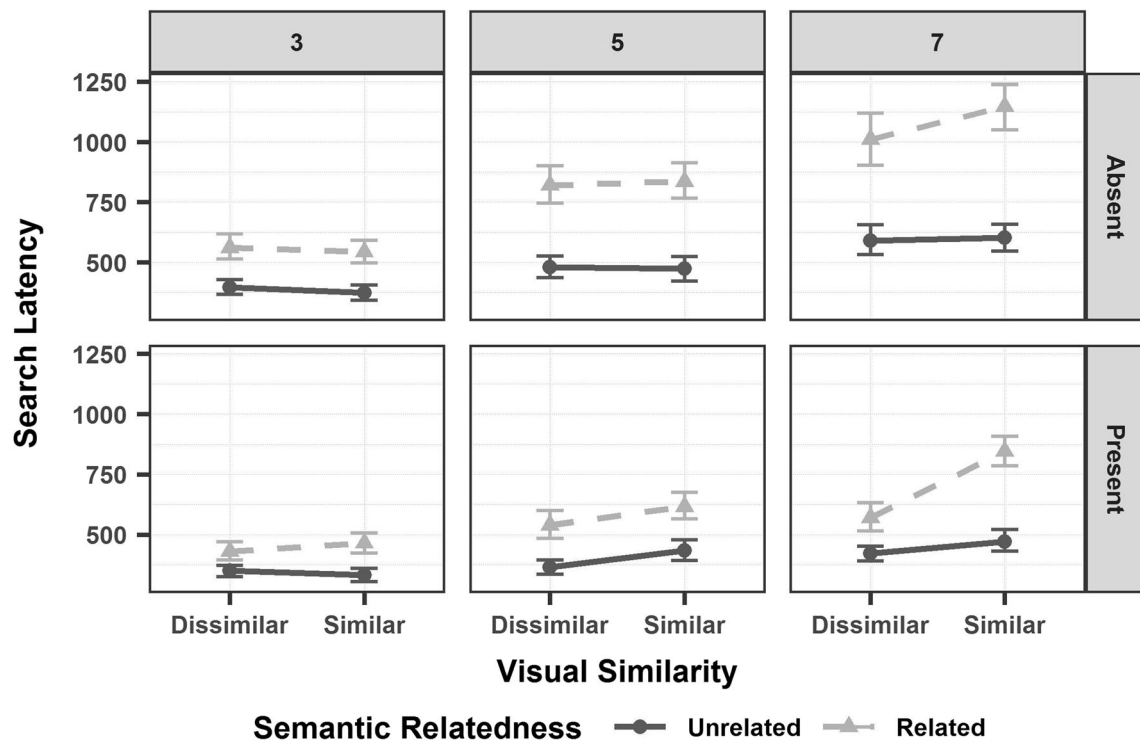 3 5 7
1250
1000
750
500
Absent
1250
1000
750
500
Present
Search Latency
Dissimilar Similar Dissimilar Similar Dissimilar Similar
Visual Similarity
Semantic Relatedness Unrelated Related